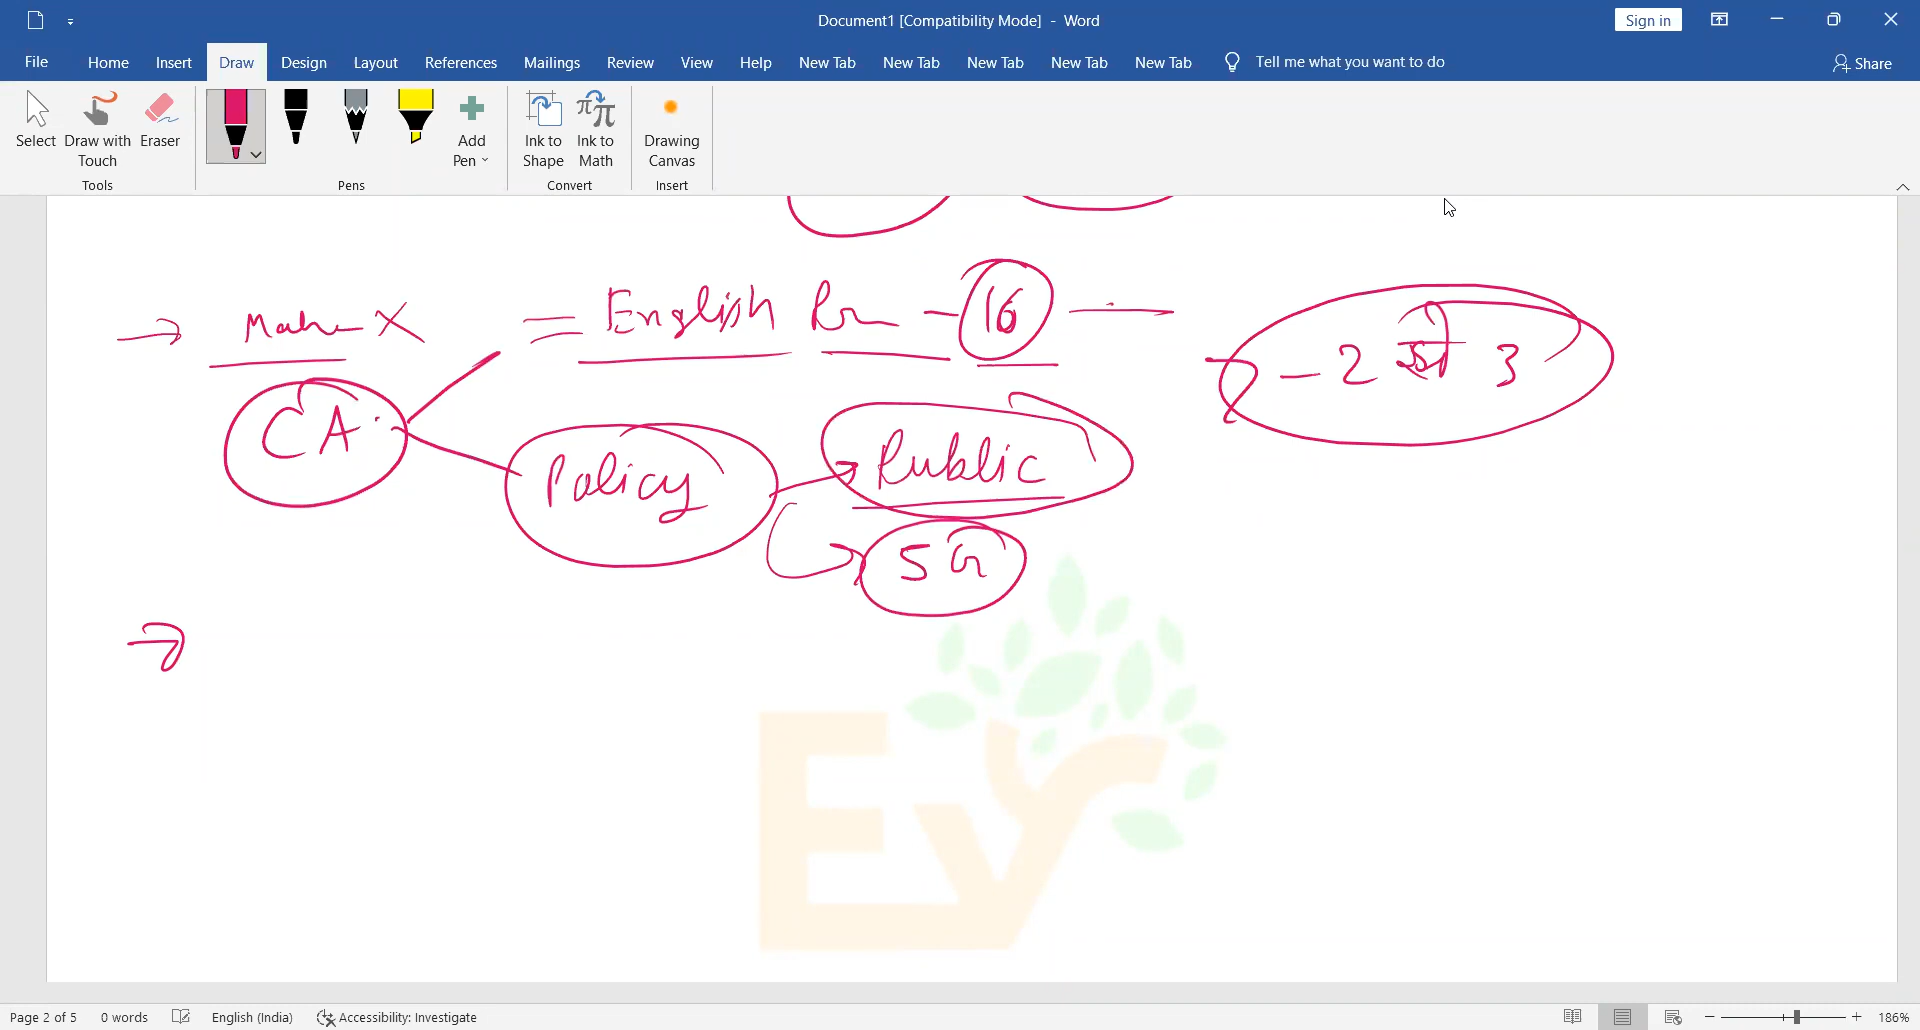 Document1 [Compatibility Mode] - Word
Sign in
File Home Insert Draw Design Layout References Mailings Review View Help New Tab New Tab New Tab New Tab New Tab Tell me what you want to do Share
Select Draw with Touch Eraser Add Pen Ink to Shape Ink to Math Drawing Canvas
Tools Pens Convert Insert
→ X = English - 16 —
- 2 3
CA
Policy → Public
→ 5 G
→
EY
Page 2 of 5 0 words English (India) Accessibility: Investigate 186%